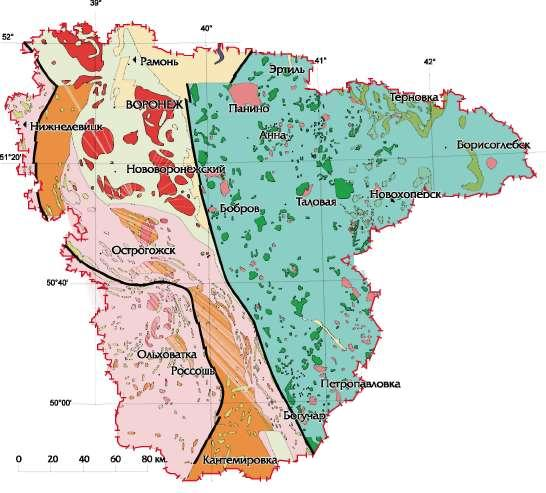 39°
40°
52°
Рамонь
Эртиль
41°
42°
ВОРОНЕЖ
Панино
Терновка
Нижнедевицк
Анна
Борисоглебск
51°20
Нововоронежский
Новохоперск
Таловая
Бобров
Острогожск
50°40
Ольховатка
Россошь
Петропавловка
50°00
Богучар
Кантемировка
0 20 40 60 80 км.